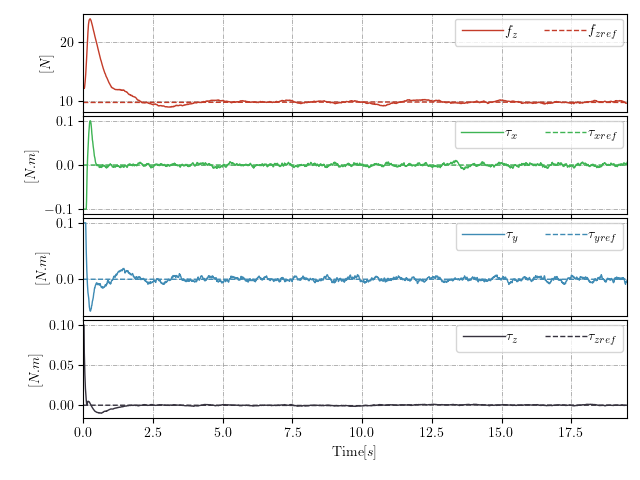 [N]
20
10
f_z
f_zref
[N.m]
0.1
0.0
−0.1
τ_x
τ_xref
[N.m]
0.1
0.0
τ_y
τ_yref
[N.m]
0.10
0.05
0.00
τ_z
τ_zref
0.0 2.5 5.0 7.5 10.0 12.5 15.0 17.5
Time[s]